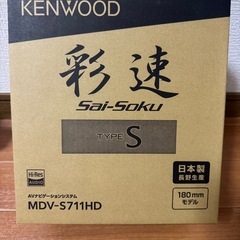 KENWOOD
彩速
Sai-Soku
TYPE S
Hi-Res
AUDIO
日本製
長野生産
180mm
モデル
AVナビゲーションシステム
MDV-S711HD